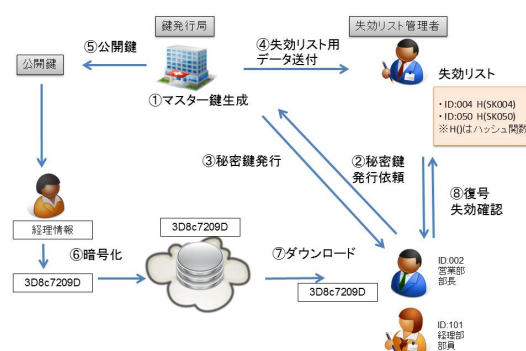 鍵発行局
失効リスト管理者
⑤公開鍵
④失効リスト用
データ送付
公開鍵
①マスター鍵生成
失効リスト
・ID:004 H(SK004)
・ID:050 H(SK050)
※H()はハッシュ関数
③秘密鍵発行
②秘密鍵
発行依頼
⑧復号
失効確認
経理情報
3D8c7209D
⑥暗号化
⑦ダウンロード
3D8c7209D
3D8c7209D
ID:002
営業部
部長
ID:101
経理部
部員